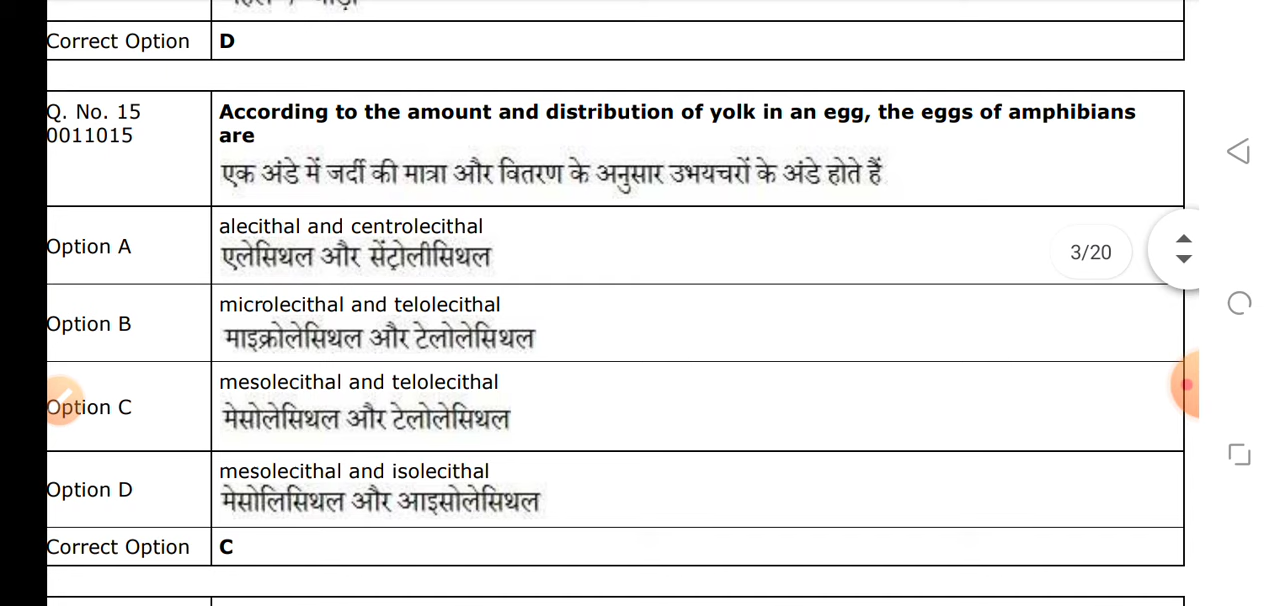 Correct Option D
Q. No. 15
0011015
According to the amount and distribution of yolk in an egg, the eggs of amphibians
are
एक अंडे में जर्दी की मात्रा और वितरण के अनुसार उभयचरों के अंडे होते हैं
Option A
alecithal and centrolecithal
एलेसिथल और सेंट्रोलीसिथल
3/20
Option B
microlecithal and telolecithal
माइक्रोलेसिथल और टेलोलेसिथल
Option C
mesolecithal and telolecithal
मेसोलेसिथल और टेलोलेसिथल
Option D
mesolecithal and isolecithal
मेसोलिसिथल और आइसोलेसिथल
Correct Option C